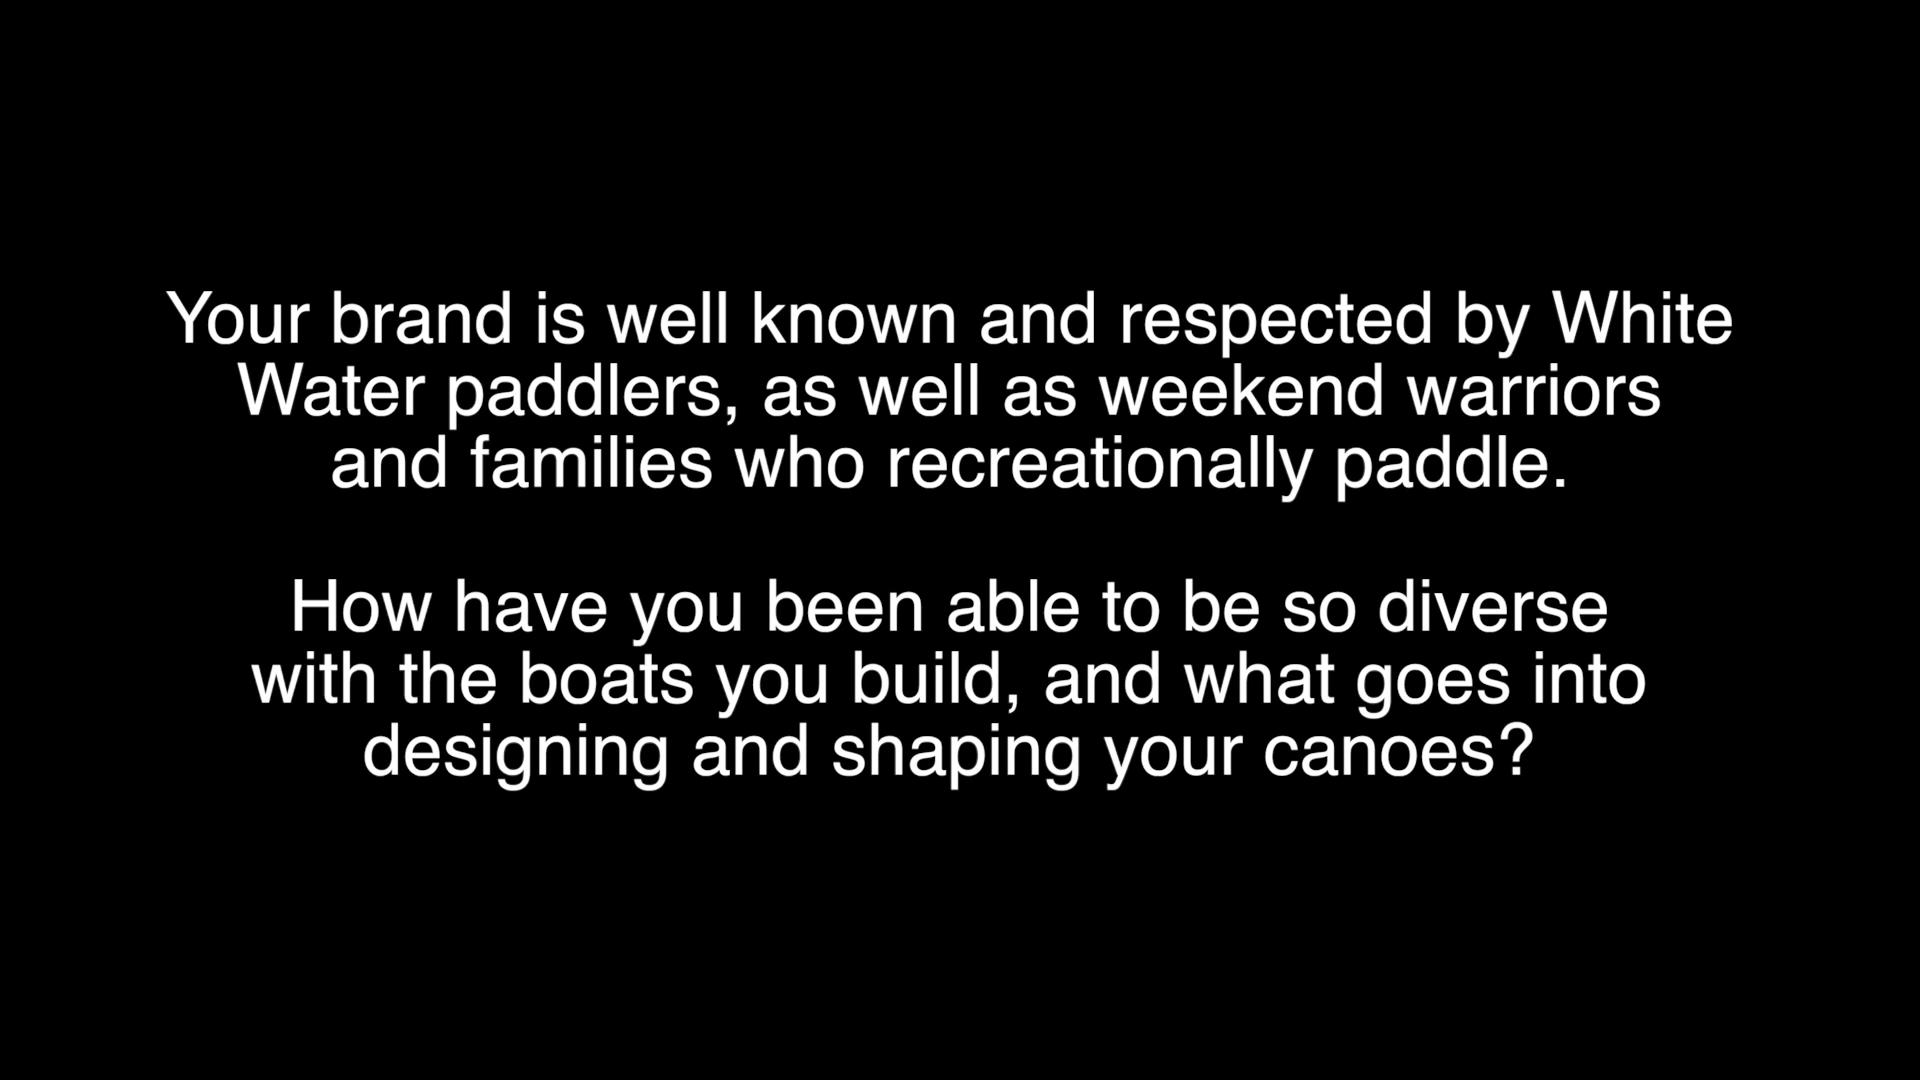 Your brand is well known and respected by White
Water paddlers, as well as weekend warriors
and families who recreationally paddle.
How have you been able to be so diverse
with the boats you build, and what goes into
designing and shaping your canoes?